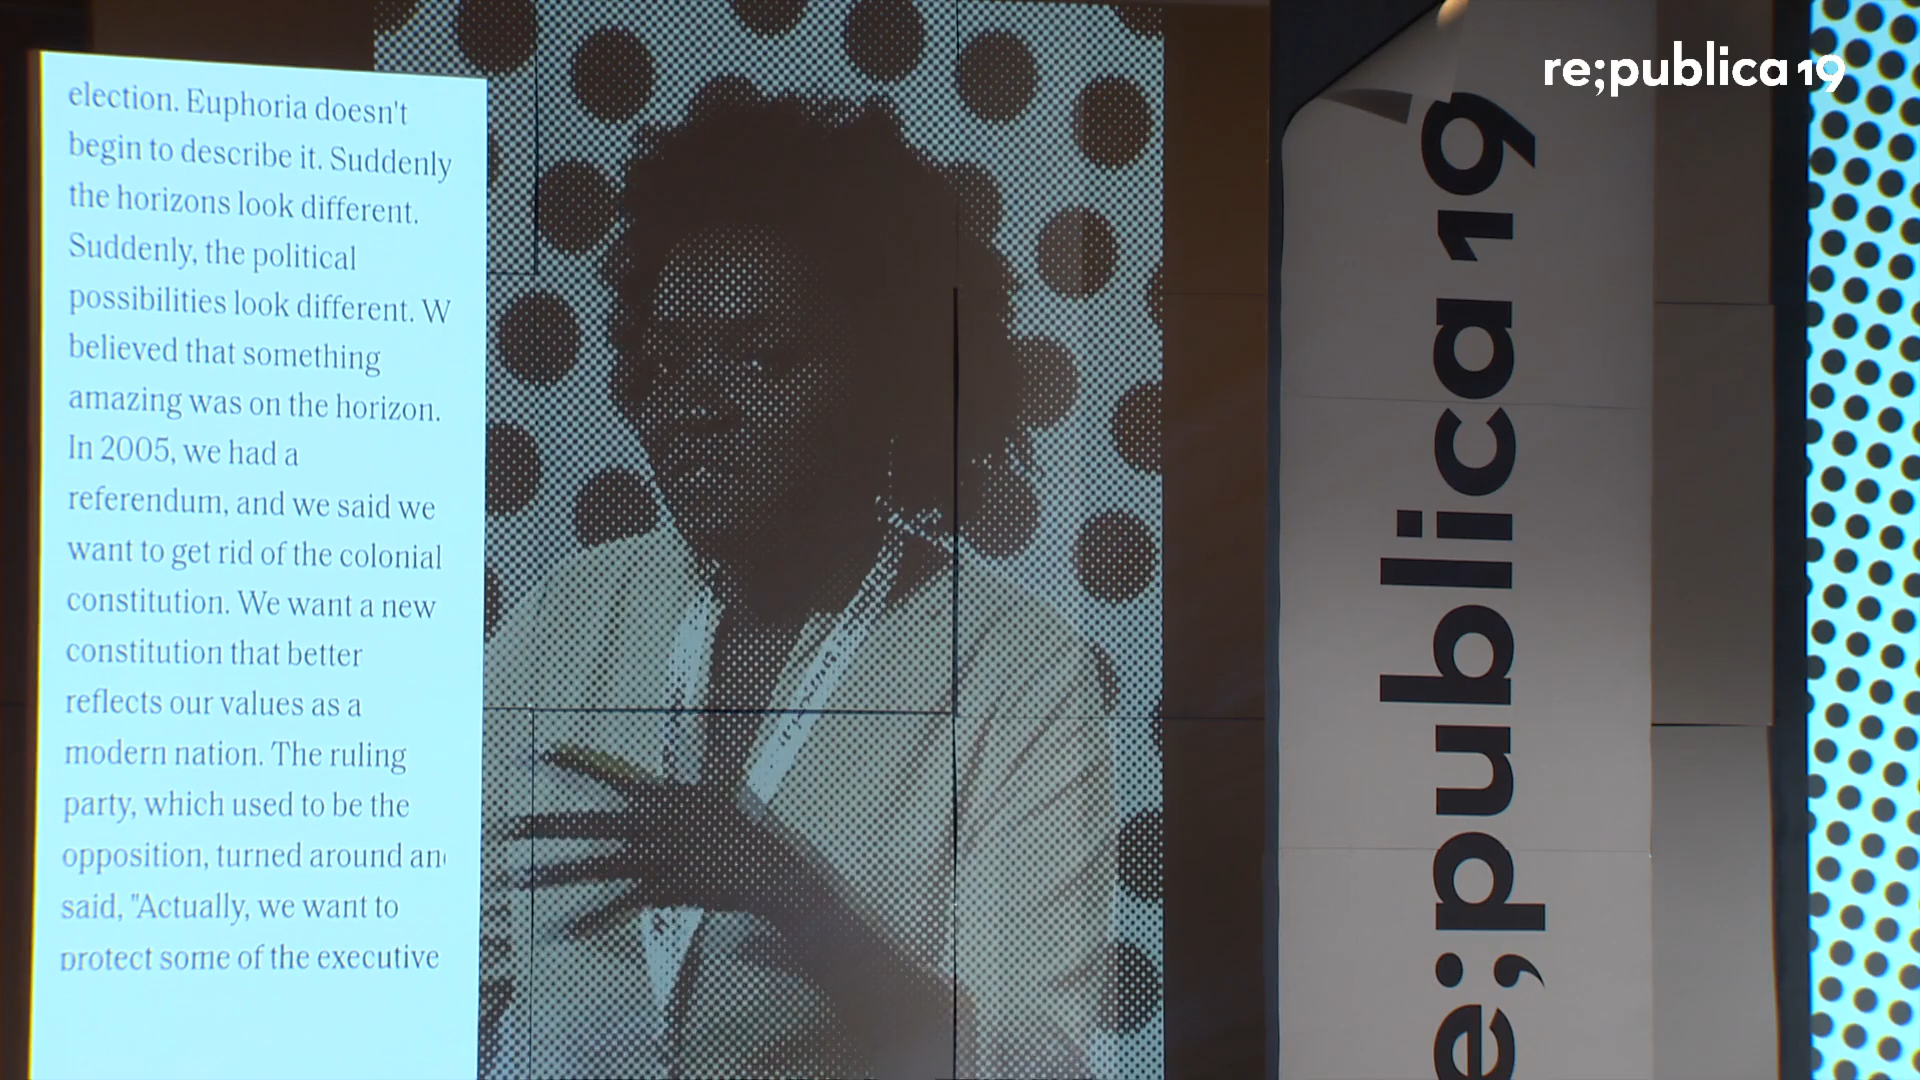 election. Euphoria doesn't
begin to describe it. Suddenly
the horizons look different.
Suddenly, the political
possibilities look different. W
believed that something
amazing was on the horizon.
In 2005, we had a
referendum, and we said we
want to get rid of the colonial
constitution. We want a new
constitution that better
reflects our values as a
modern nation. The ruling
party, which used to be the
opposition, turned around an
said, "Actually, we want to
protect some of the executive
e;publica 19
re;publica 19